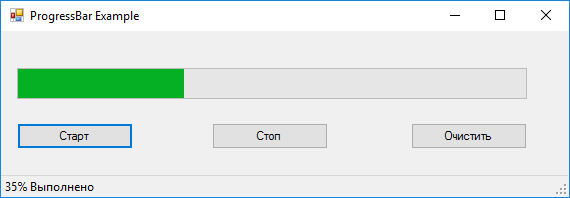 ProgressBar Example
Старт Стоп Очистить
35% Выполнено